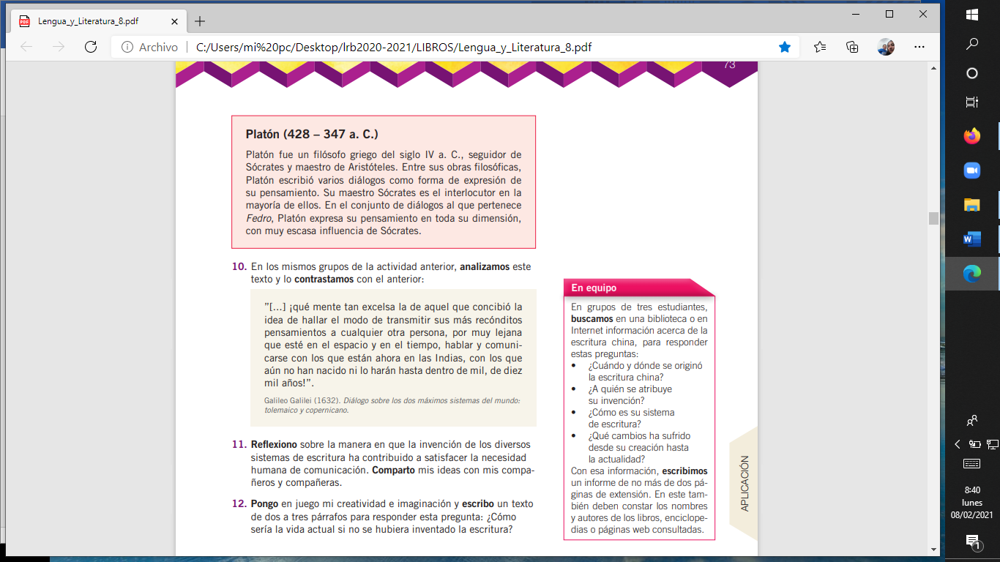 Lengua_y_Literatura_8.pdf
Archivo
C:/Users/mi%20pc/Desktop/lrb2020-2021/LIBROS/Lengua_y_Literatura_8.pdf
73
Platón (428 – 347 a. C.)
Platón fue un filósofo griego del siglo IV a. C., seguidor de
Sócrates y maestro de Aristóteles. Entre sus obras filosóficas,
Platón escribió varios diálogos como forma de expresión de
su pensamiento. Su maestro Sócrates es el interlocutor en la
mayoría de ellos. En el conjunto de diálogos al que pertenece
Fedro, Platón expresa su pensamiento en toda su dimensión,
con muy escasa influencia de Sócrates.
10. En los mismos grupos de la actividad anterior, analizamos este
texto y lo contrastamos con el anterior:
”[...] ¡qué mente tan excelsa la de aquel que concibió la
idea de hallar el modo de transmitir sus más recónditos
pensamientos a cualquier otra persona, por muy lejana
que esté en el espacio y en el tiempo, hablar y comuni-
carse con los que están ahora en las Indias, con los que
aún no han nacido ni lo harán hasta dentro de mil, de diez
mil años!”.
Galileo Galilei (1632). Diálogo sobre los dos máximos sistemas del mundo:
tolemaico y copernicano.
11. Reflexiono sobre la manera en que la invención de los diversos
sistemas de escritura ha contribuido a satisfacer la necesidad
humana de comunicación. Comparto mis ideas con mis compa-
ñeros y compañeras.
12. Pongo en juego mi creatividad e imaginación y escribo un texto
de dos a tres párrafos para responder esta pregunta: ¿Cómo
sería la vida actual si no se hubiera inventado la escritura?
En equipo
En grupos de tres estudiantes,
buscamos en una biblioteca o en
Internet información acerca de la
escritura china, para responder
estas preguntas:
• ¿Cuándo y dónde se originó
la escritura china?
• ¿A quién se atribuye
su invención?
• ¿Cómo es su sistema
de escritura?
• ¿Qué cambios ha sufrido
desde su creación hasta
la actualidad?
Con esa información, escribimos
un informe de no más de dos pá-
ginas de extensión. En este tam-
bién deben constar los nombres
y autores de los libros, enciclope-
dias o páginas web consultadas.
APLICACIÓN
8:40
lunes
08/02/2021
1